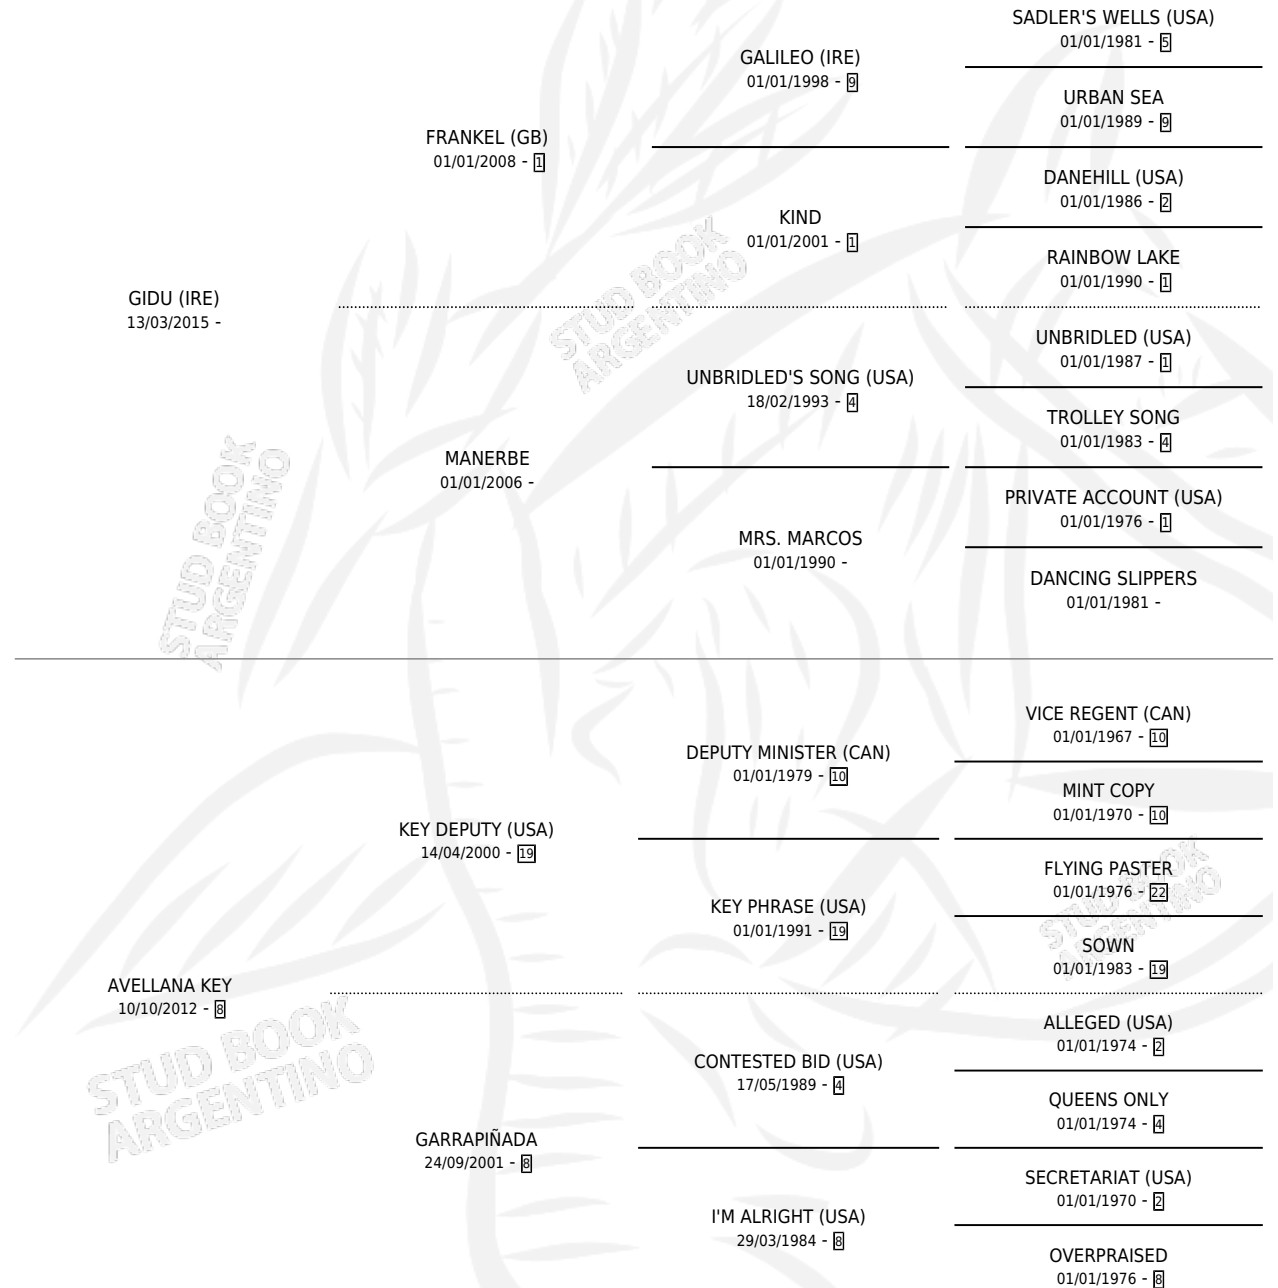 SADLER'S WELLS (USA)
01/01/1981 - 5
GALILEO (IRE)
01/01/1998 - 9
URBAN SEA
01/01/1989 - 9
FRANKEL (GB)
01/01/2008 - 1
DANEHILL (USA)
01/01/1986 - 2
KIND
01/01/2001 - 1
RAINBOW LAKE
01/01/1990 - 1
GIDU (IRE)
13/03/2015 -
UNBRIDLED (USA)
01/01/1987 - 1
UNBRIDLED'S SONG (USA)
18/02/1993 - 4
TROLLEY SONG
01/01/1983 - 4
MANERBE
01/01/2006 -
PRIVATE ACCOUNT (USA)
01/01/1976 - 1
MRS. MARCOS
01/01/1990 -
DANCING SLIPPERS
01/01/1981 -
VICE REGENT (CAN)
01/01/1967 - 10
DEPUTY MINISTER (CAN)
01/01/1979 - 10
MINT COPY
01/01/1970 - 10
KEY DEPUTY (USA)
14/04/2000 - 19
FLYING PASTER
01/01/1976 - 22
KEY PHRASE (USA)
01/01/1991 - 19
SOWN
01/01/1983 - 19
AVELLANA KEY
10/10/2012 - 8
ALLEGED (USA)
01/01/1974 - 2
CONTESTED BID (USA)
17/05/1989 - 4
QUEENS ONLY
01/01/1974 - 4
GARRAPIÑADA
24/09/2001 - 8
SECRETARIAT (USA)
01/01/1970 - 2
I'M ALRIGHT (USA)
29/03/1984 - 8
OVERPRAISED
01/01/1976 - 8
STUD BOOK
ARGENTINO
STUD BOOK
ARGENTINO
STUD BOOK
ARGENTINO
STUD BOOK
ARGENTINO